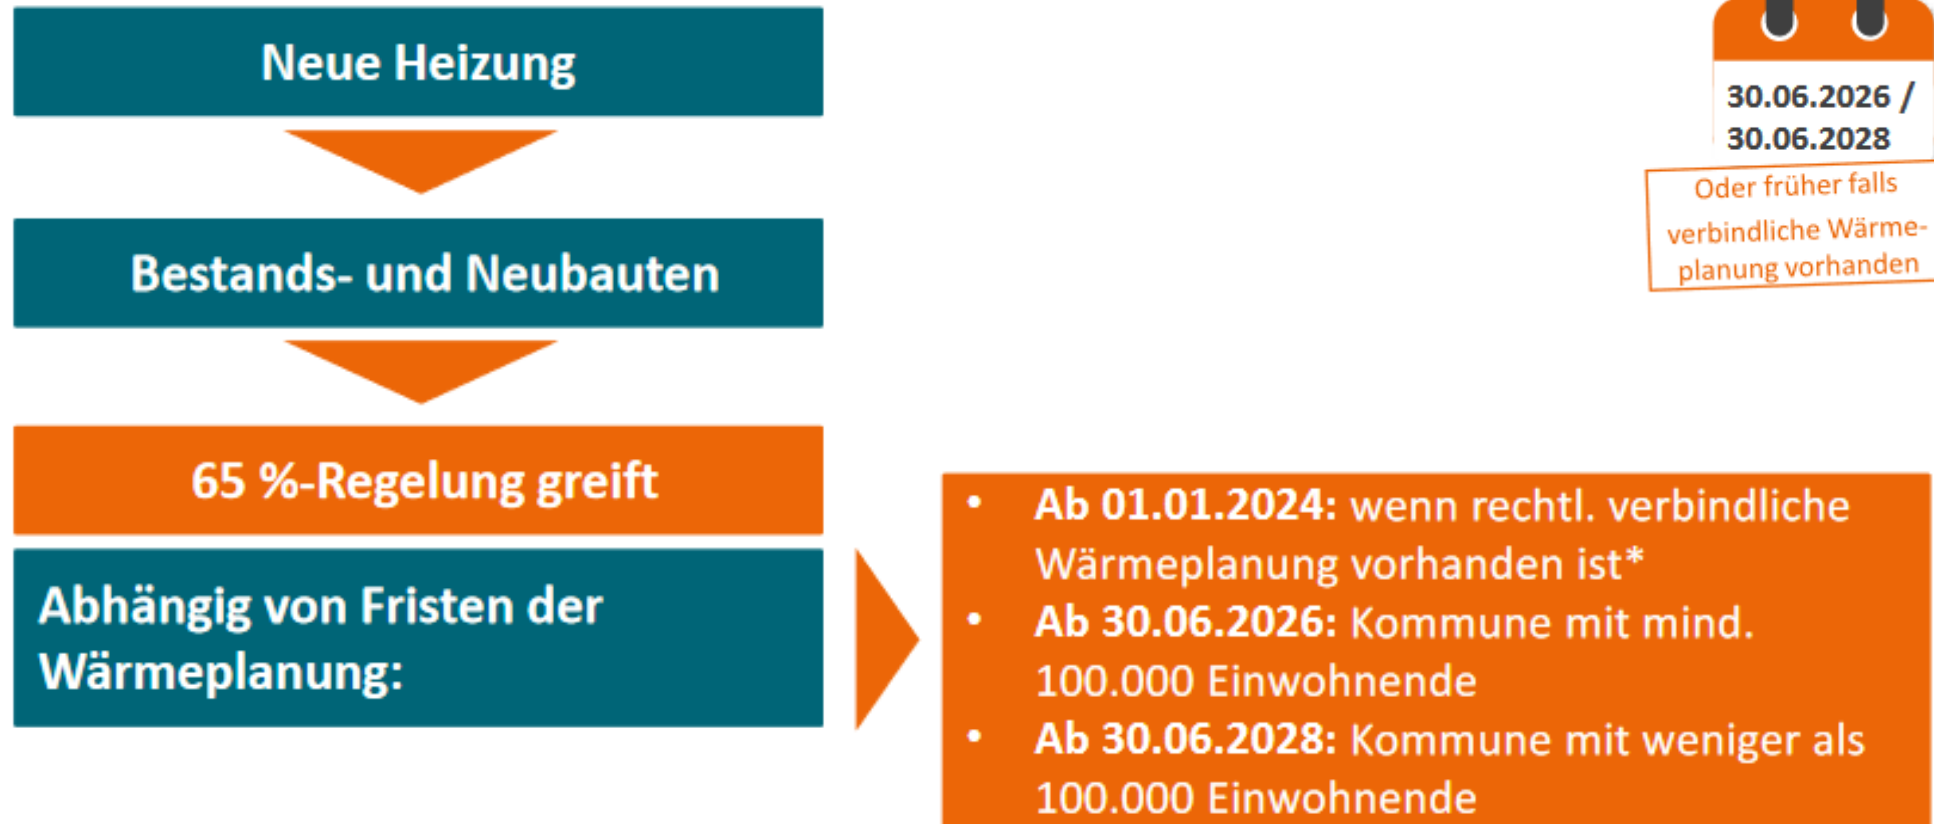 Neue Heizung
30.06.2026 /
30.06.2028
Oder früher falls
verbindliche Wärme-
planung vorhanden
Bestands- und Neubauten
65 %-Regelung greift
Abhängig von Fristen der
Wärmeplanung:
• Ab 01.01.2024: wenn rechtl. verbindliche
Wärmeplanung vorhanden ist*
• Ab 30.06.2026: Kommune mit mind.
100.000 Einwohnende
• Ab 30.06.2028: Kommune mit weniger als
100.000 Einwohnende